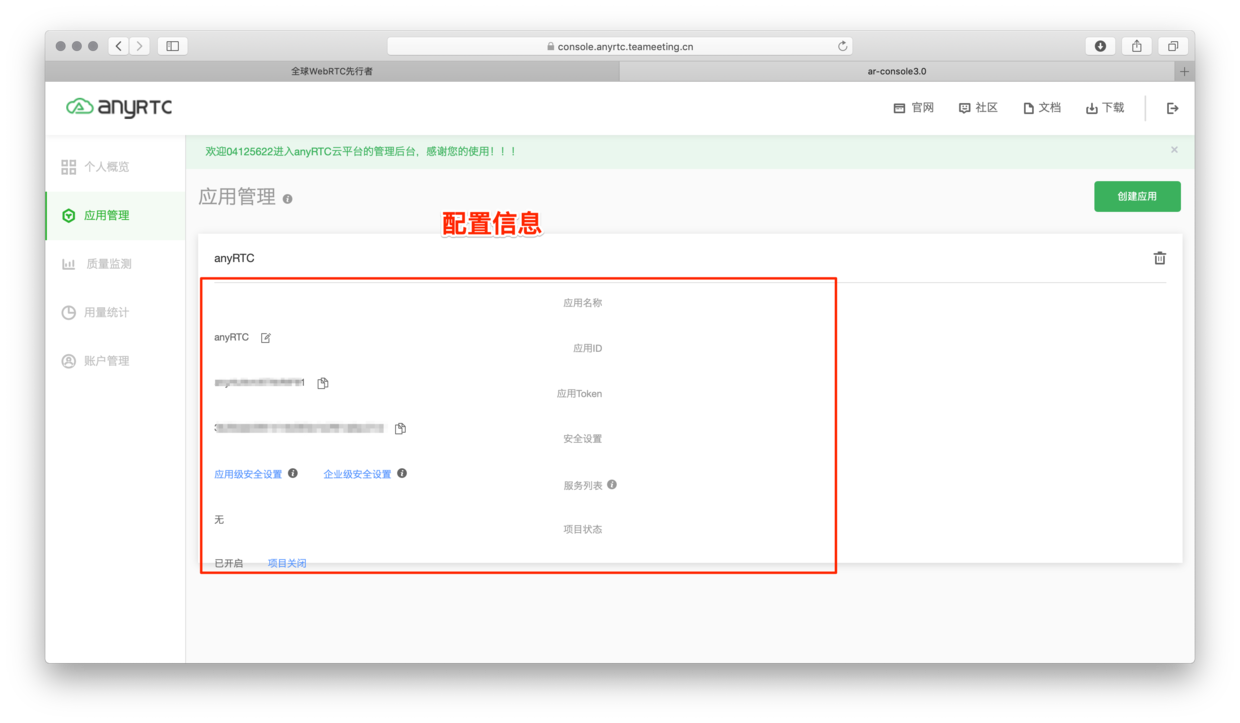 console.anyrtc.teameeting.cn
全球WebRTC先行者
ar-console3.0
anyRTC
官网
社区
文档
下载
个人概览
应用管理
质量监测
用量统计
账户管理
欢迎04125622进入anyRTC云平台的管理后台，感谢您的使用！！！
应用管理
创建应用
配置信息
anyRTC
应用名称
anyRTC
应用ID
应用Token
安全设置
应用级安全设置 企业级安全设置
服务列表
无
项目状态
已开启 项目关闭